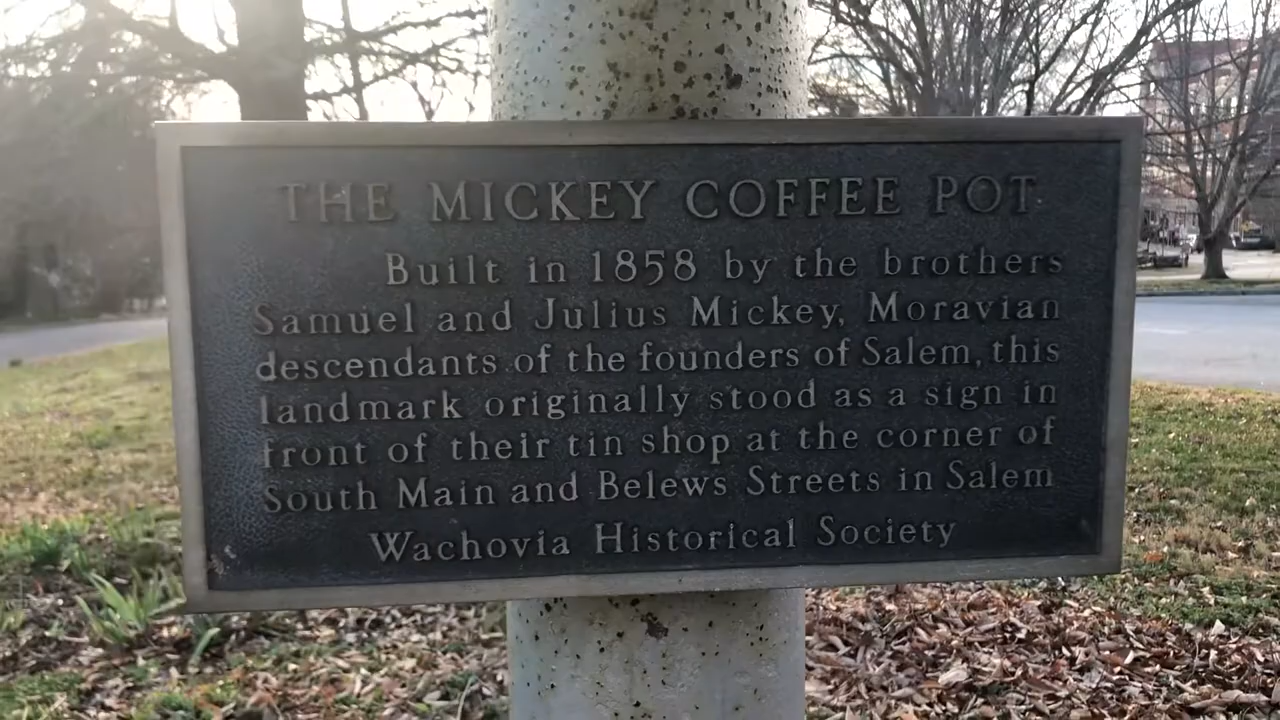 THE MICKEY COFFEE POT
Built in 1858 by the brothers
Samuel and Julius Mickey, Moravian
descendants of the founders of Salem, this
landmark originally stood as a sign in
front of their tin shop at the corner of
South Main and Belews Streets in Salem
Wachovia Historical Society